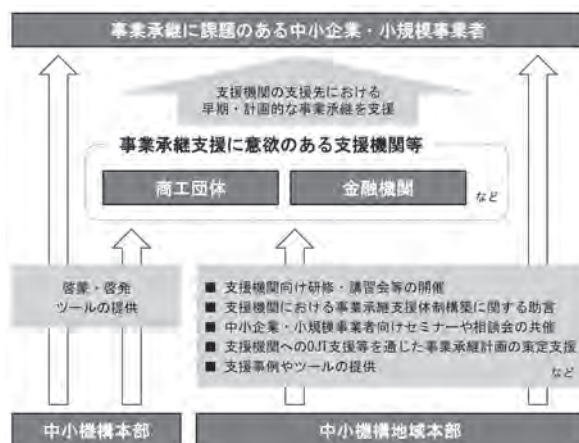 事業承継に課題のある中小企業・小規模事業者
支援機関の支援先における
早期・計画的な事業承継を支援
事業承継支援に意欲のある支援機関等
商工団体
金融機関
など
啓蒙・啓発
ツールの提供
■ 支援機関向け研修・講習会等の開催
■ 支援機関における事業承継支援体制構築に関する助言
■ 中小企業・小規模事業者向けセミナーや相談会の共催
■ 支援機関へのOJT支援等を通じた事業承継計画の策定支援
■ 支援事例やツールの提供
など
中小機構本部
中小機構地域本部